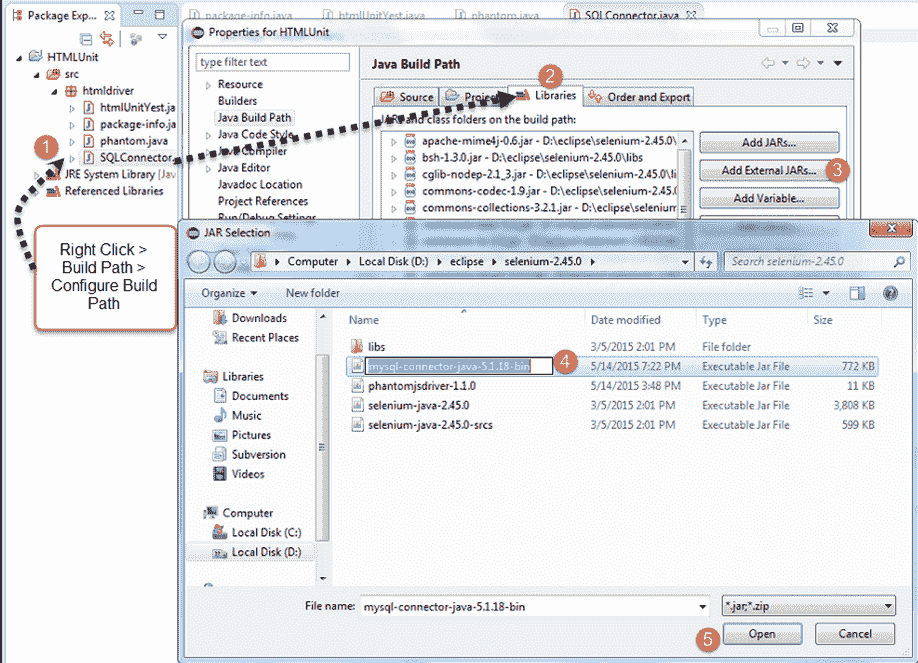 Package Exp...
package-info.java
htmlUnitYest.java
phantom.java
SQLConnector.java
HTMLUnit
src
htmldriver
htmlUnitYest.ja
package-info.ja
phantom.java
SQLConnector.
JRE System Library [Jav
Referenced Libraries
1
Right Click >
Build Path >
Configure Build
Path
Properties for HTMLUnit
type filter text
Resource
Builders
Java Build Path
Java Code Style
Java Compiler
Java Editor
Javadoc Location
Project References
Run/Debug Settings
Java Build Path
2
Source
Projec
Libraries
Order and Export
JARs and class folders on the build path:
apache-mime4j-0.6.jar - D:\eclipse\selenium-2.45.0\
bsh-1.3.0.jar - D:\eclipse\selenium-2.45.0\libs
cglib-nodep-2.1_3.jar - D:\eclipse\selenium-2.45.0\li
commons-codec-1.9.jar - D:\eclipse\selenium-2.45.0\
commons-collections-3.2.1.jar - D:\eclipse\selenium-
Add JARs...
Add External JARs...
3
Add Variable...
JAR Selection
Computer
Local Disk (D:)
eclipse
selenium-2.45.0
Search selenium-2.45.0
Organize
New folder
Downloads
Recent Places
Libraries
Documents
Music
Pictures
Subversion
Videos
Computer
Local Disk (C:)
Local Disk (D:)
Name Date modified Type Size
libs 3/5/2015 2:01 PM File folder
mysql-connector-java-5.1.18-bin 4 5/14/2015 7:22 PM Executable Jar File 772 KB
phantomjsdriver-1.1.0 5/14/2015 3:48 PM Executable Jar File 11 KB
selenium-java-2.45.0 3/5/2015 2:01 PM Executable Jar File 3,808 KB
selenium-java-2.45.0-srcs 3/5/2015 2:01 PM Executable Jar File 599 KB
File name: mysql-connector-java-5.1.18-bin
*.jar;*.zip
5
Open
Cancel